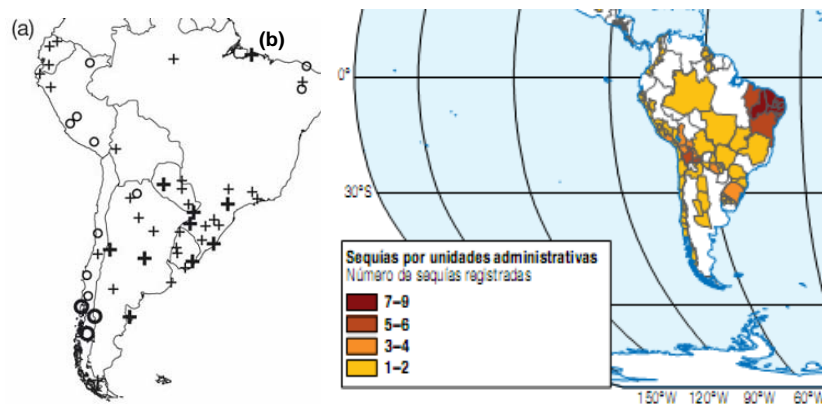 (a)
(b)
0°
30°S
Sequías por unidades administrativas
Número de sequías registradas
7–9
5–6
3–4
1–2
150°W 120°W 90°W 60°W